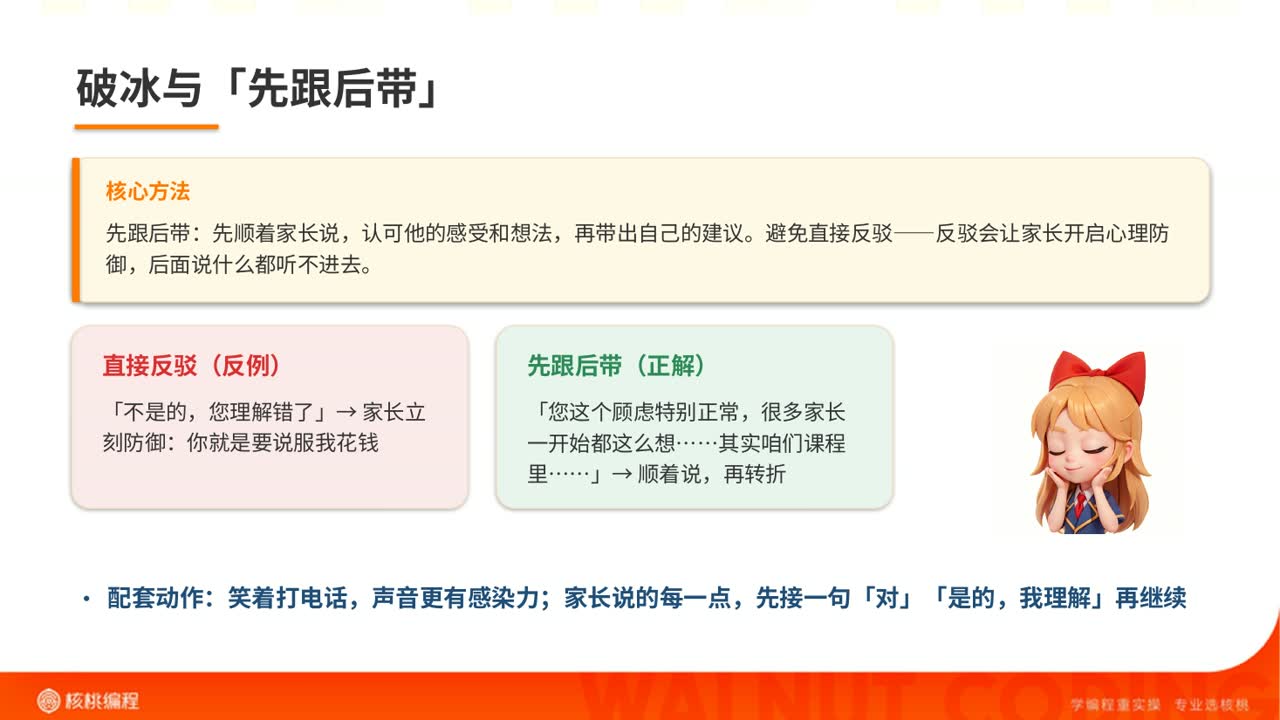 破冰与「先跟后带」
核心方法
先跟后带：先顺着家长说，认可他的感受和想法，再带出自己的建议。避免直接反驳——反驳会让家长开启心理防
御，后面说什么都听不进去。
直接反驳（反例）
「不是的，您理解错了」→ 家长立
刻防御：你就是要说服我花钱
先跟后带（正解）
「您这个顾虑特别正常，很多家长
一开始都这么想……其实咱们课程
里……」→ 顺着说，再转折
• 配套动作：笑着打电话，声音更有感染力；家长说的每一点，先接一句「对」「是的，我理解」再继续
核桃编程
WALNUT CODING
学编程重实操 专业选核桃